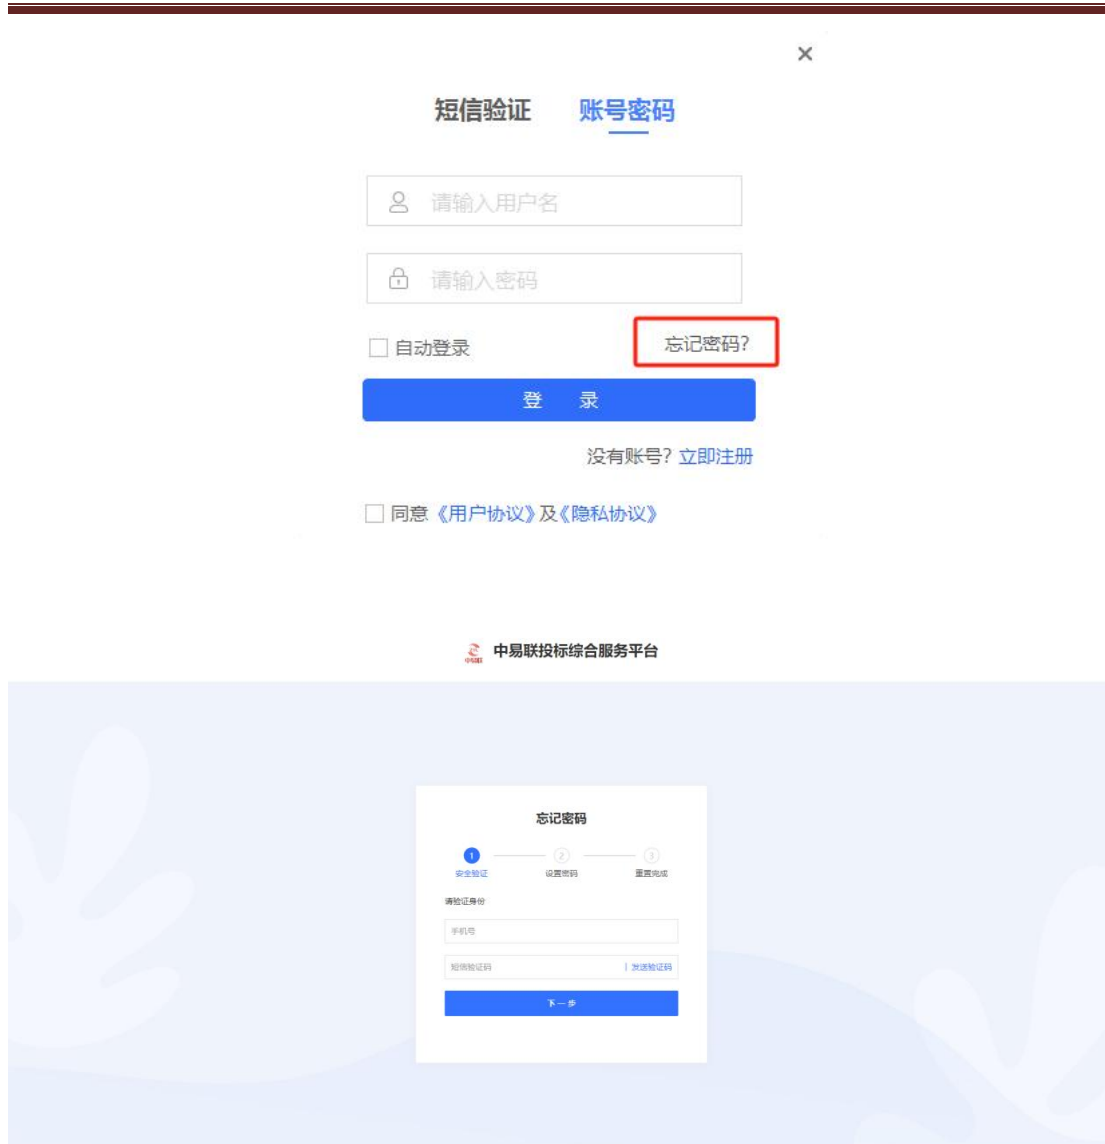 短信验证 账号密码
请输入用户名
请输入密码
自动登录 忘记密码?
登 录
没有账号? 立即注册
同意《用户协议》及《隐私协议》
中易联 中易联投标综合服务平台
忘记密码
1 2 3
安全验证 设置密码 重置完成
请验证身份
手机号
短信验证码 | 发送验证码
下一步